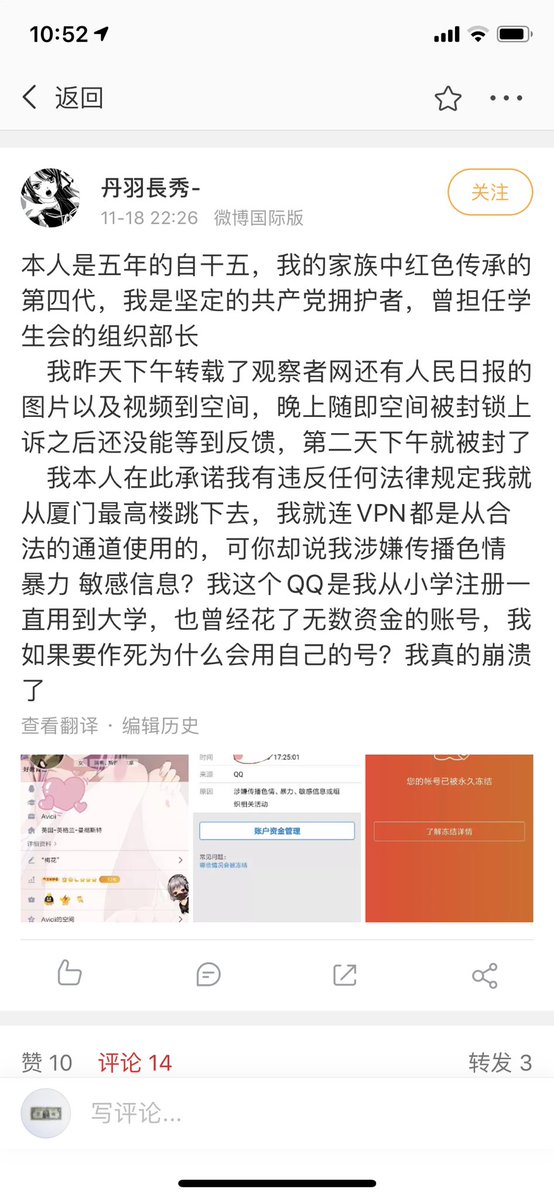 10:52
返回
丹羽長秀-
11-18 22:26 微博国际版
关注
本人是五年的自干五，我的家族中红色传承的
第四代，我是坚定的共产党拥护者，曾担任学
生会的组织部长
我昨天下午转载了观察者网还有人民日报的
图片以及视频到空间，晚上随即空间被封锁上
诉之后还没能等到反馈，第二天下午就被封了
我本人在此承诺我有违反任何法律规定我就
从厦门最高楼跳下去，我就连VPN都是从合
法的通道使用的，可你却说我涉嫌传播色情
暴力 敏感信息？我这个QQ是我从小学注册一
直用到大学，也曾经花了无数资金的账号，我
如果要作死为什么会用自己的号？我真的崩溃
了
查看翻译 · 编辑历史
Avicii
英国-英格兰-曼彻斯特
详细资料
"梅花"
Avicii的空间
时间 17:25:01
来源 QQ
原因 涉嫌传播色情、暴力、敏感信息或组
织相关活动
账户资金管理
常见问题：
哪些情况会被冻结
您的帐号已被永久冻结
了解冻结详情
赞 10 评论 14 转发 3
写评论...